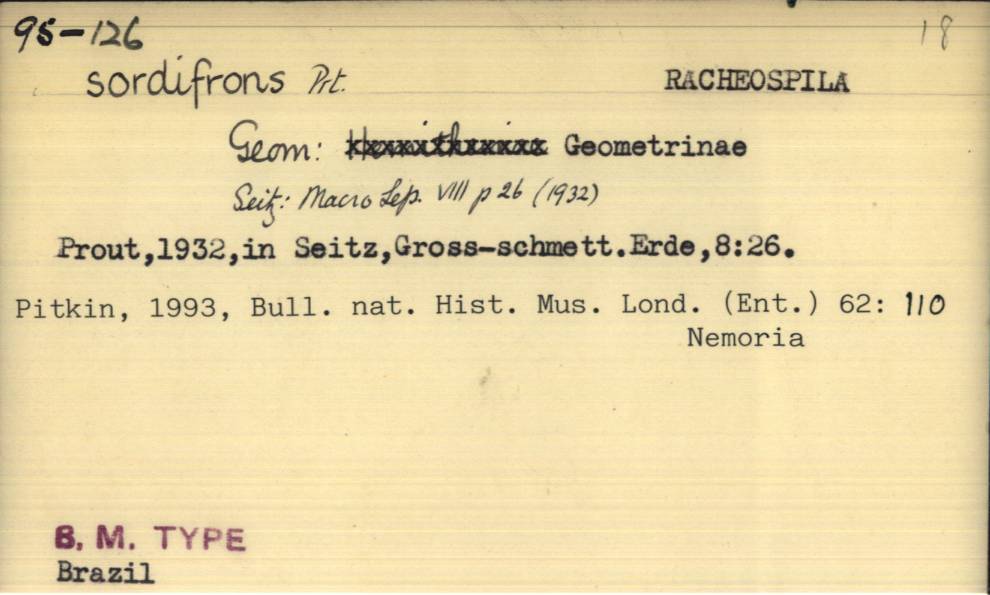 95-126
18
sordifrons Prt. RACHEOSPILA
Geom: Geometrinae
Seitz: Macro Lep. VIII p 26 (1932)
Prout,1932,in Seitz,Gross-schmett.Erde,8:26.
Pitkin, 1993, Bull. nat. Hist. Mus. Lond. (Ent.) 62: 110
Nemoria
B. M. TYPE
Brazil